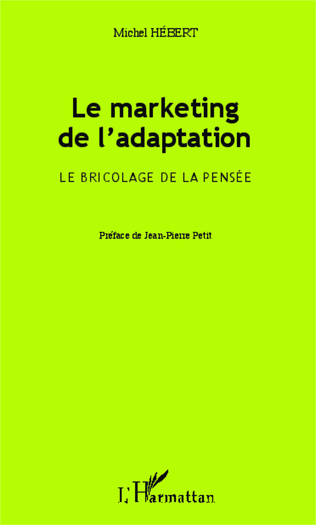 Michel HÉBERT
Le marketing
de l'adaptation
LE BRICOLAGE DE LA PENSÉE
Préface de Jean-Pierre Petit
L'Harmattan